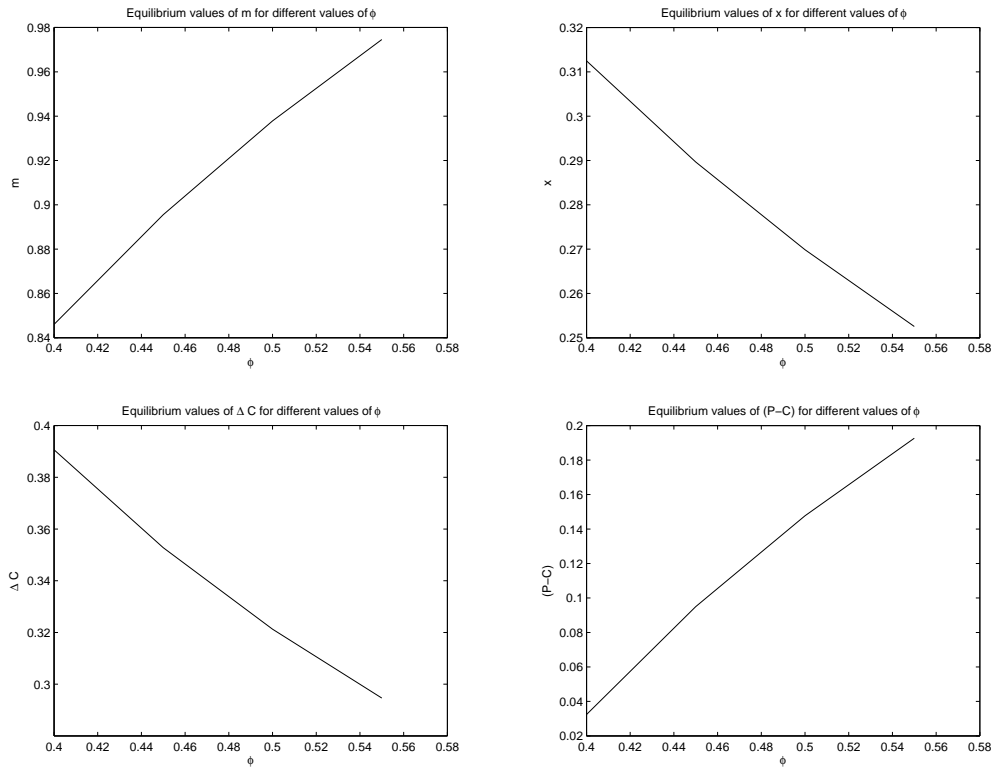 Equilibrium values of m for different values of ϕ
0.98
0.96
0.94
0.92
0.9
0.88
0.86
0.84
m
0.4 0.42 0.44 0.46 0.48 0.5 0.52 0.54 0.56 0.58
ϕ
Equilibrium values of x for different values of ϕ
0.32
0.31
0.3
0.29
0.28
0.27
0.26
0.25
x
0.4 0.42 0.44 0.46 0.48 0.5 0.52 0.54 0.56 0.58
ϕ
Equilibrium values of Δ C for different values of ϕ
0.4
0.38
0.36
0.34
0.32
0.3
Δ C
0.4 0.42 0.44 0.46 0.48 0.5 0.52 0.54 0.56 0.58
ϕ
Equilibrium values of (P−C) for different values of ϕ
0.2
0.18
0.16
0.14
0.12
0.1
0.08
0.06
0.04
0.02
(P−C)
0.4 0.42 0.44 0.46 0.48 0.5 0.52 0.54 0.56 0.58
ϕ